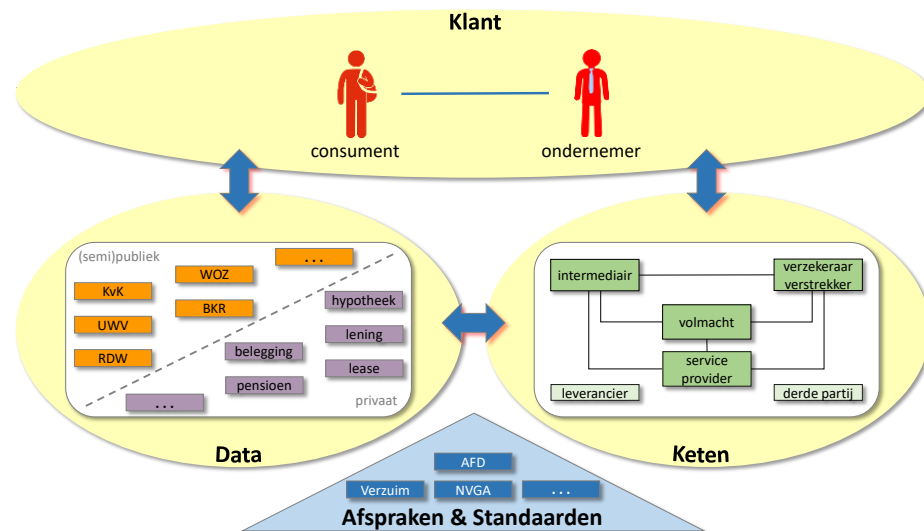 Klant
consument
ondernemer
(semi)publiek
WOZ
. . .
KvK
BKR
UWV
RDW
hypotheek
lening
belegging
lease
pensioen
. . .
privaat
Data
intermediair
verzekeraar
verstrekker
volmacht
service
provider
leverancier
derde partij
Keten
AFD
Verzuim
NVGA
. . .
Afspraken & Standaarden